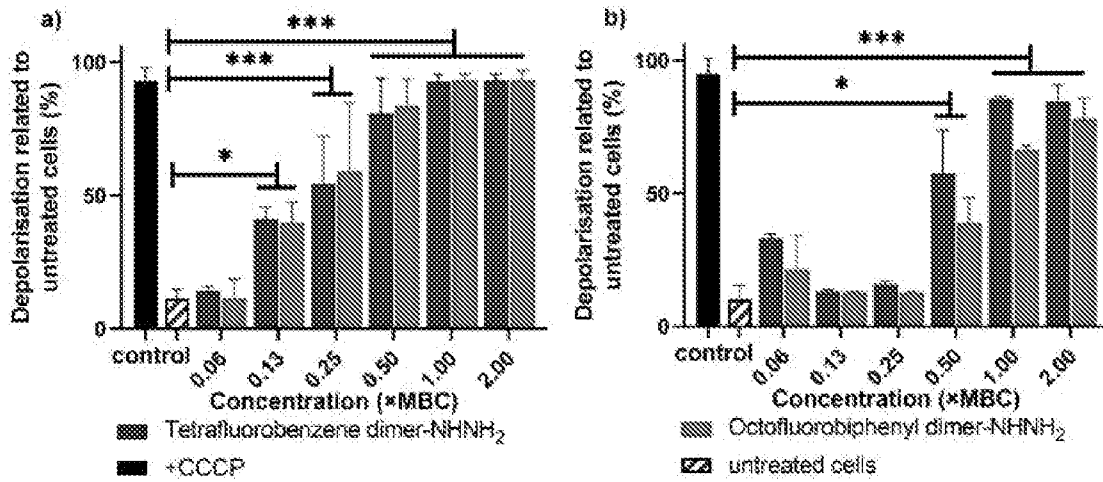 a)
***
***
*
Depolarisation related to
untreated cells (%)
100
50
0
control
0.06
0.13
0.25
0.50
1.00
2.00
Concentration (×MBC)
b)
***
*
Depolarisation related to
untreated cells (%)
100
50
0
control
0.06
0.13
0.25
0.50
1.00
2.00
Concentration (×MBC)
Tetrafluorobenzene dimer-NHNH₂
Octofluorobiphenyl dimer-NHNH₂
+CCCP
untreated cells